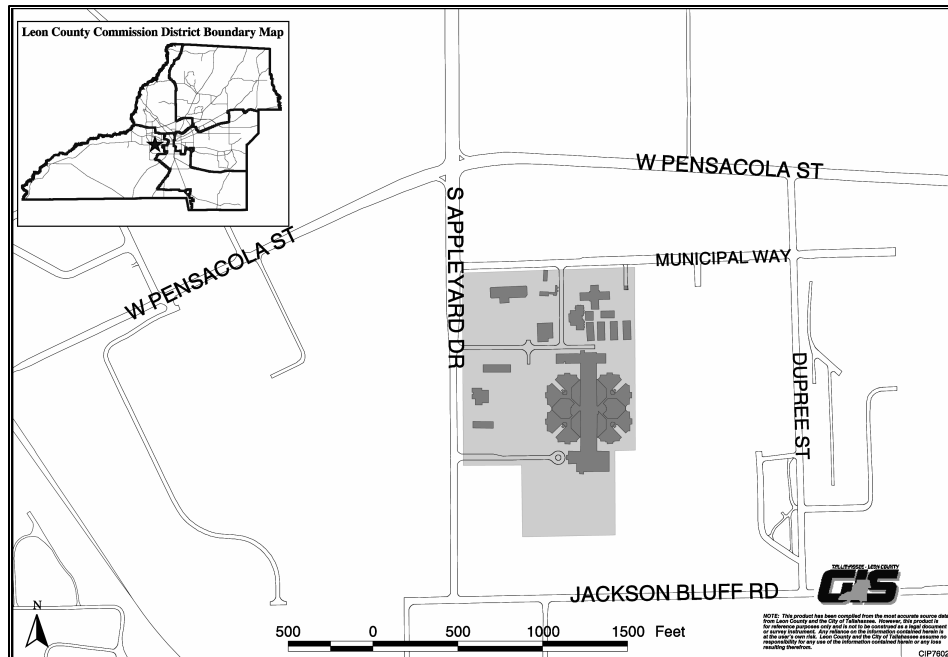 Leon County Commission District Boundary Map
W PENSACOLA ST
W PENSACOLA ST
S APPLEYARD DR
MUNICIPAL WAY
DUPREE ST
JACKSON BLUFF RD
TALLAHASSEE - LEON COUNTY
GIS
N
500 0 500 1000 1500 Feet
NOTE: This product has been compiled from the most accurate source data
from Leon County and the City of Tallahassee. However, this product is
for reference purposes only and is not to be construed as a legal document
or survey instrument. Any reliance on the information contained herein is
at the user's own risk. Leon County and the City of Tallahassee assume no
responsibility for any use of the information contained herein or any loss
resulting therefrom.